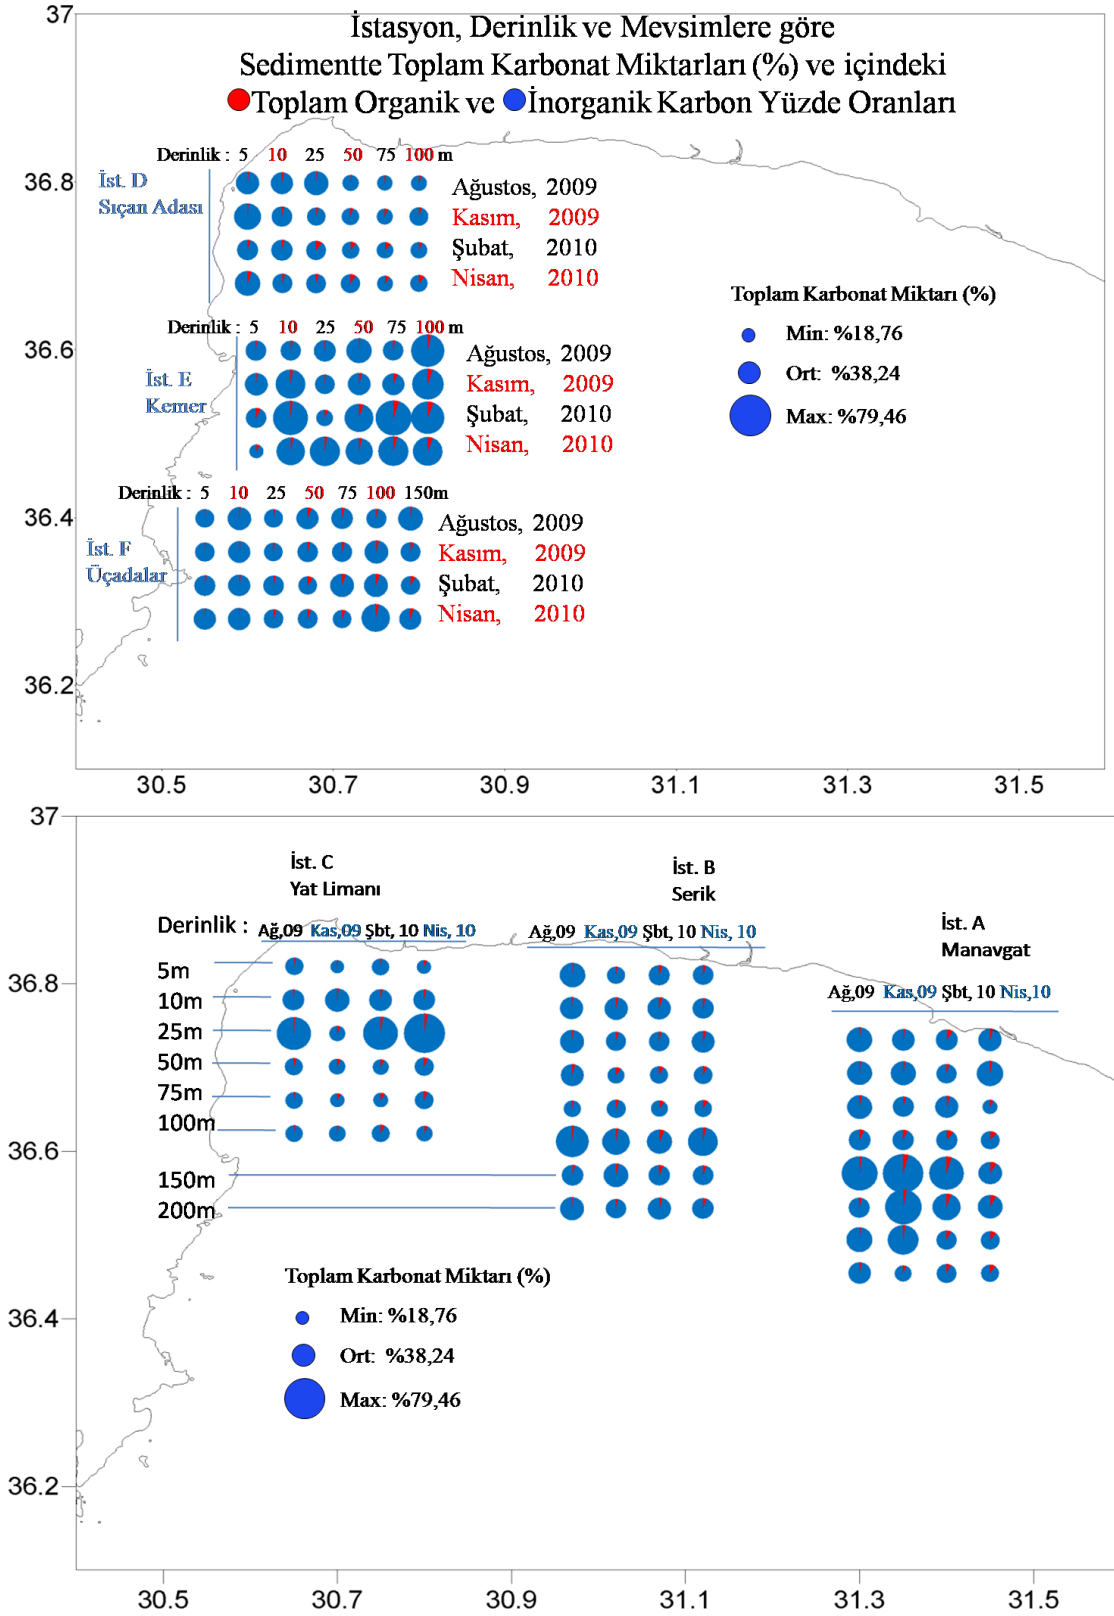 37
İstasyon, Derinlik ve Mevsimlere göre
Sedimentte Toplam Karbonat Miktarları (%) ve içindeki
Toplam Organik ve İnorganik Karbon Yüzde Oranları
Derinlik : 5 10 25 50 75 100 m
36.8
İst. D
Sıçan Adası
Ağustos, 2009
Kasım, 2009
Şubat, 2010
Nisan, 2010
Toplam Karbonat Miktarı (%)
Min: %18,76
Ort: %38,24
Max: %79,46
Derinlik : 5 10 25 50 75 100 m
36.6
İst. E
Kemer
Ağustos, 2009
Kasım, 2009
Şubat, 2010
Nisan, 2010
Derinlik : 5 10 25 50 75 100 150m
36.4
İst. F
Üçadalar
Ağustos, 2009
Kasım, 2009
Şubat, 2010
Nisan, 2010
36.2
30.5 30.7 30.9 31.1 31.3 31.5
37
İst. C
Yat Limanı
İst. B
Serik
İst. A
Manavgat
Derinlik :
Ağ,09 Kas,09 Şbt, 10 Nis, 10
Ağ,09 Kas,09 Şbt, 10 Nis, 10
Ağ,09 Kas,09 Şbt, 10 Nis,10
5m
36.8
10m
25m
50m
75m
100m
36.6
150m
200m
Toplam Karbonat Miktarı (%)
Min: %18,76
36.4
Ort: %38,24
Max: %79,46
36.2
30.5 30.7 30.9 31.1 31.3 31.5